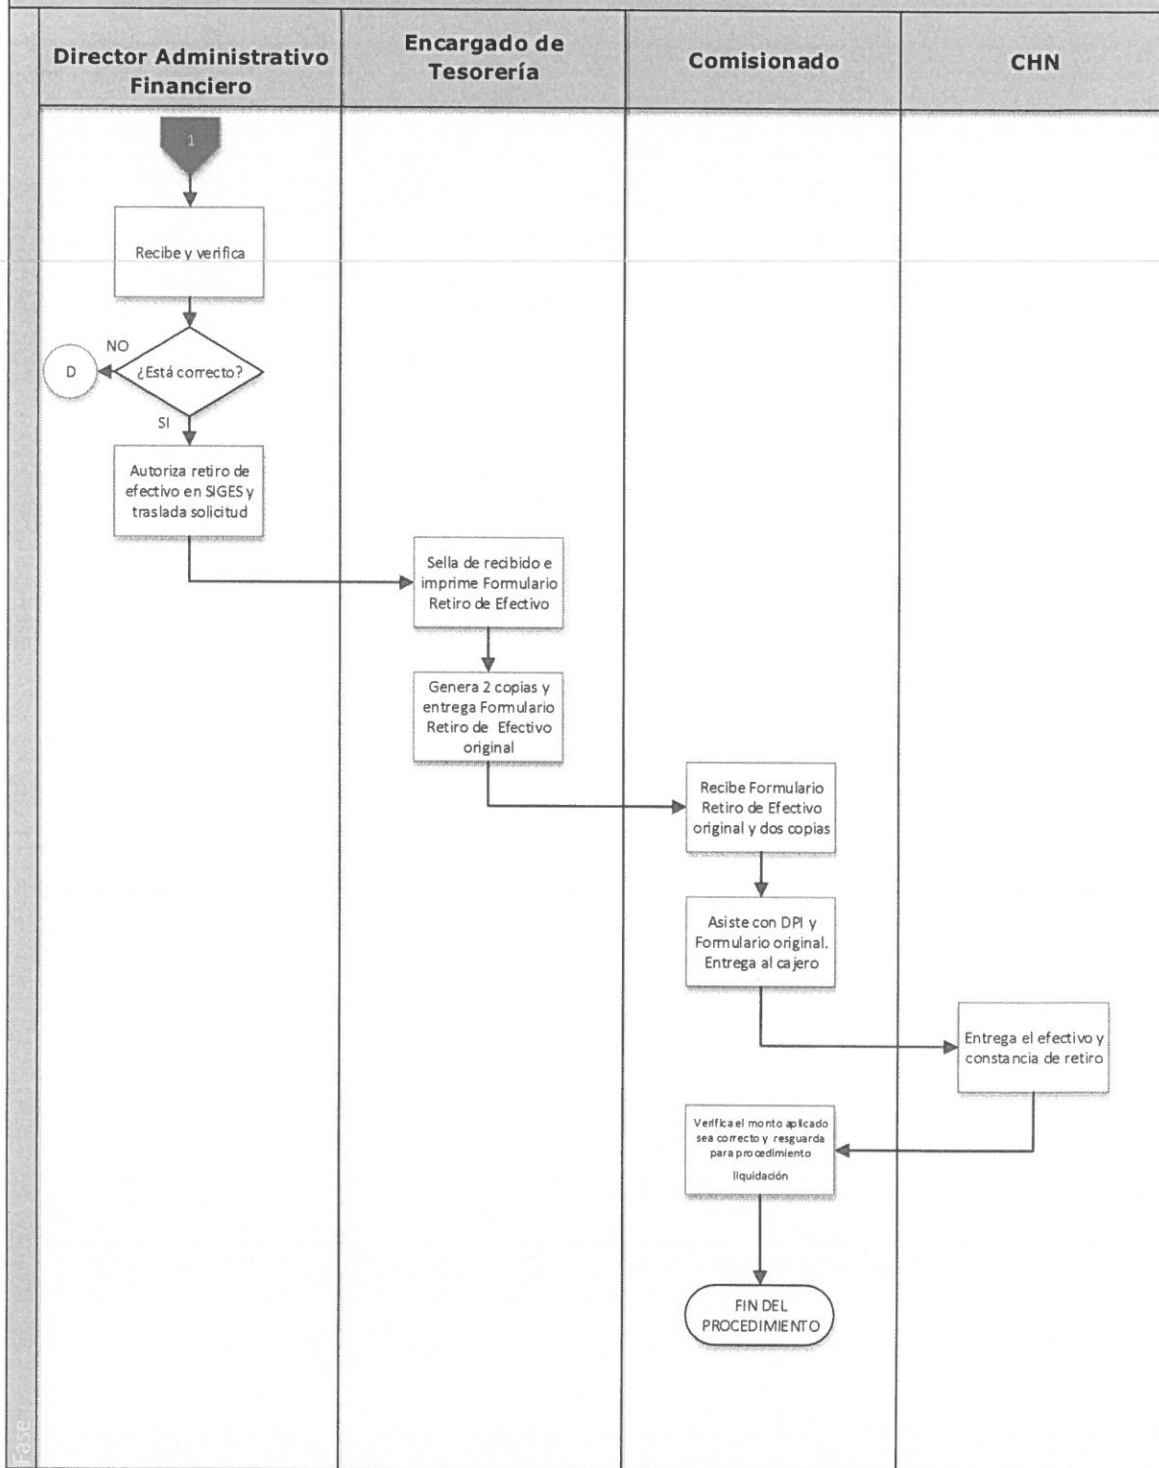 Director Administrativo
Financiero
Encargado de
Tesorería
Comisionado
CHN
1
Recibe y verifica
NO
D
¿Está correcto?
SI
Autoriza retiro de
efectivo en SIGES y
traslada solicitud
Sella de recibido e
imprime Formulario
Retiro de Efectivo
Genera 2 copias y
entrega Formulario
Retiro de Efectivo
original
Recibe Formulario
Retiro de Efectivo
original y dos copias
Asiste con DPI y
Formulario original.
Entrega al cajero
Entrega el efectivo y
constancia de retiro
Verifica el monto aplicado
sea correcto y resguarda
para procedimiento
liquidación
FIN DEL
PROCEDIMIENTO
Fase